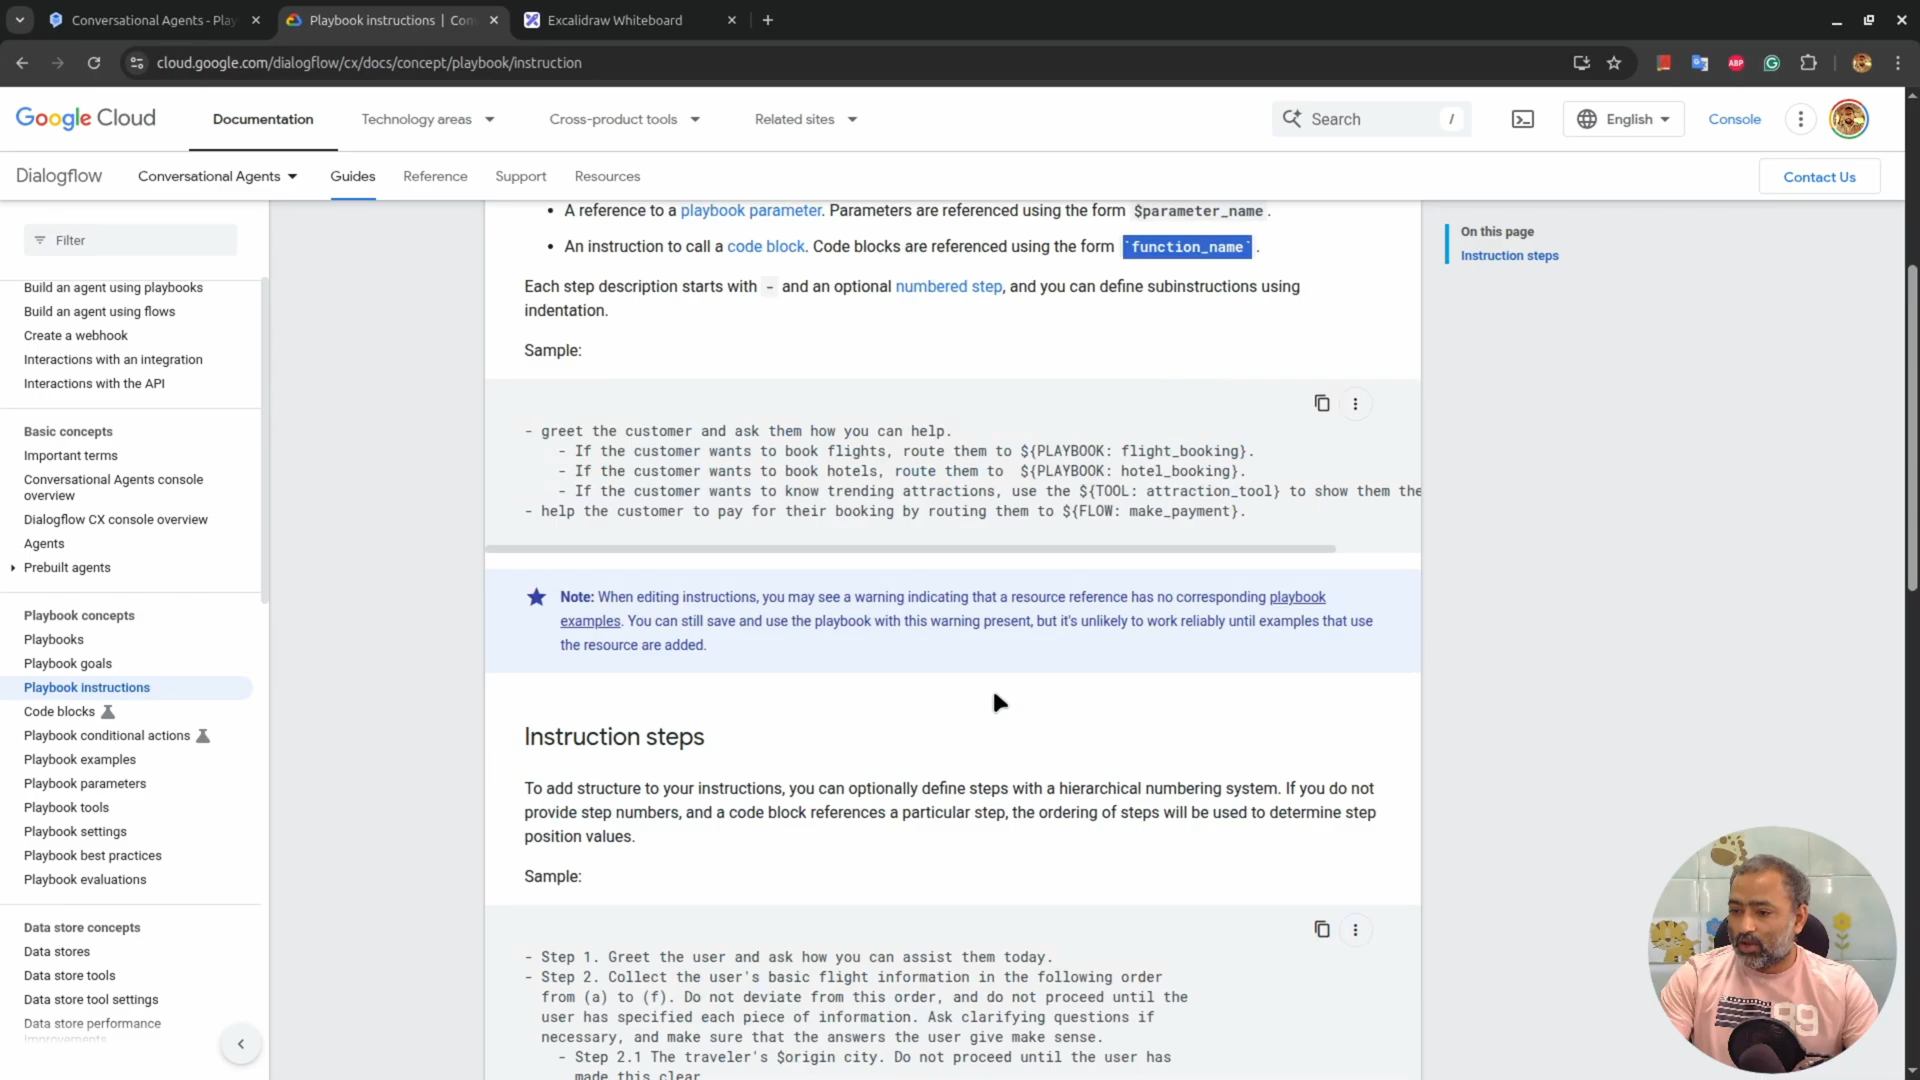 Conversational Agents - Play
Playbook instructions | Con
Excalidraw Whiteboard
cloud.google.com/dialogflow/cx/docs/concept/playbook/instruction
ABP
Google Cloud
Documentation
Technology areas
Cross-product tools
Related sites
Search
/
English
Console
Dialogflow
Conversational Agents
Guides
Reference
Support
Resources
Contact Us
Filter
Build an agent using playbooks
Build an agent using flows
Create a webhook
Interactions with an integration
Interactions with the API
Basic concepts
Important terms
Conversational Agents console
overview
Dialogflow CX console overview
Agents
Prebuilt agents
Playbook concepts
Playbooks
Playbook goals
Playbook instructions
Code blocks
Playbook conditional actions
Playbook examples
Playbook parameters
Playbook tools
Playbook settings
Playbook best practices
Playbook evaluations
Data store concepts
Data stores
Data store tools
Data store tool settings
Data store performance
improvements
• A reference to a playbook parameter. Parameters are referenced using the form $parameter_name .
• An instruction to call a code block. Code blocks are referenced using the form `function_name` .
Each step description starts with - and an optional numbered step, and you can define subinstructions using
indentation.
Sample:
- greet the customer and ask them how you can help.
- If the customer wants to book flights, route them to ${PLAYBOOK: flight_booking}.
- If the customer wants to book hotels, route them to  ${PLAYBOOK: hotel_booking}.
- If the customer wants to know trending attractions, use the ${TOOL: attraction_tool} to show them the
- help the customer to pay for their booking by routing them to ${FLOW: make_payment}.
Note: When editing instructions, you may see a warning indicating that a resource reference has no corresponding playbook
examples. You can still save and use the playbook with this warning present, but it's unlikely to work reliably until examples that use
the resource are added.
Instruction steps
To add structure to your instructions, you can optionally define steps with a hierarchical numbering system. If you do not
provide step numbers, and a code block references a particular step, the ordering of steps will be used to determine step
position values.
Sample:
- Step 1. Greet the user and ask how you can assist them today.
- Step 2. Collect the user's basic flight information in the following order
from (a) to (f). Do not deviate from this order, and do not proceed until the
user has specified each piece of information. Ask clarifying questions if
necessary, and make sure that the answers the user give make sense.
- Step 2.1 The traveler's $origin city. Do not proceed until the user has
made this clear
On this page
Instruction steps
89